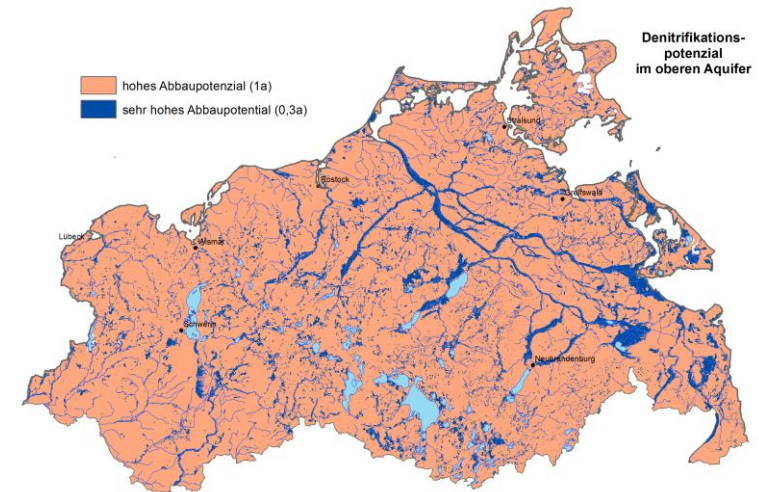 Denitrifikations-
potenzial
im oberen Aquifer
hohes Abbaupotenzial (1a)
sehr hohes Abbaupotential (0,3a)
Stralsund
Rostock
Greifswald
Lübeck
Wismar
Schwerin
Neubrandenburg